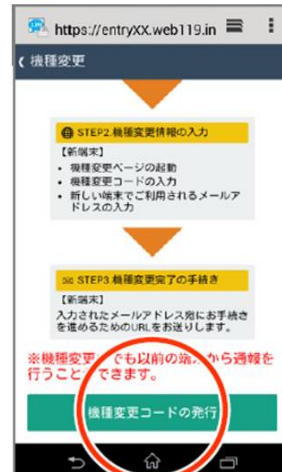 https://entryXX.web119.in
機種変更
STEP2.機種変更情報の入力
【新端末】
・機種変更ページの起動
・機種変更コードの入力
・新しい端末でご利用されるメールア
ドレスの入力
STEP3.機種変更完了の手続き
【新端末】
入力されたメールアドレス宛にお手続き
を進めるためのURLをお送りします。
※機種変更 でも以前の端末から通報を
行うこと できます。
機種変更コードの発行